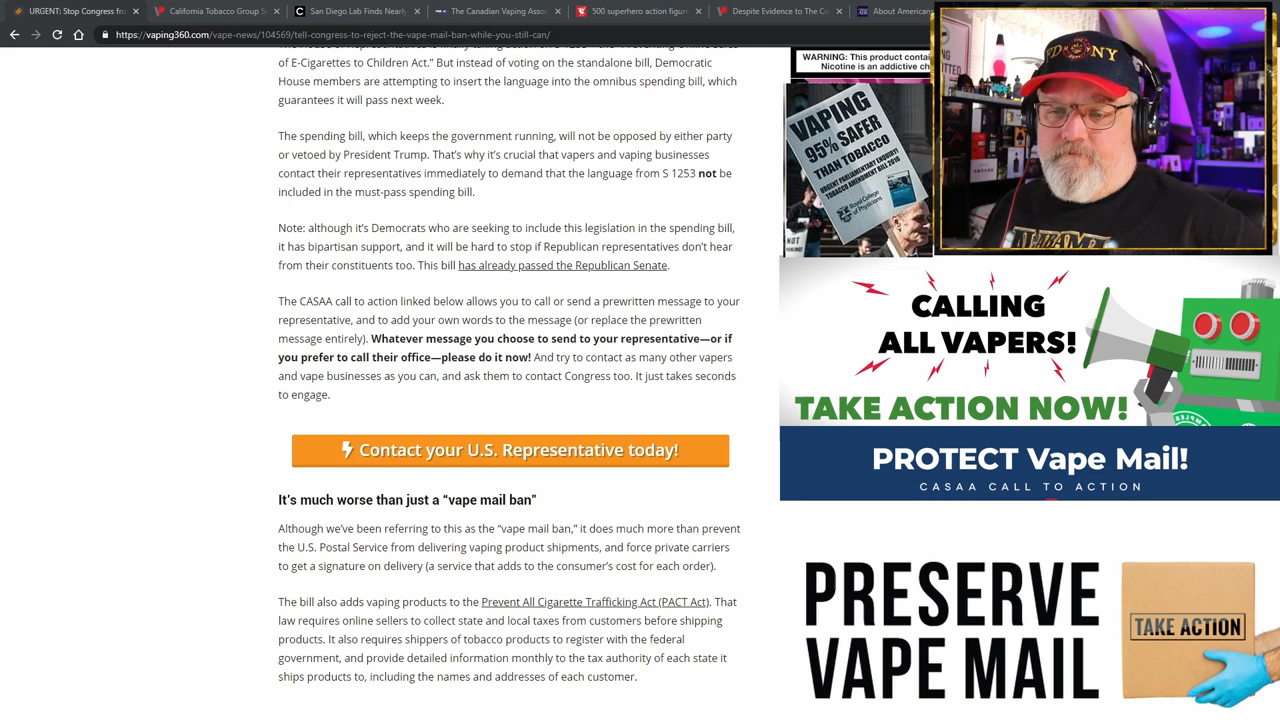 URGENT: Stop Congress fro
California Tobacco Group S
San Diego Lab Finds Nearly
The Canadian Vaping Assoc
500 superhero action figur
Despite Evidence to The Co
About American
https://vaping360.com/vape-news/104569/tell-congress-to-reject-the-vape-mail-ban-while-you-still-can/
of E-Cigarettes to Children Act.” But instead of voting on the standalone bill, Democratic
House members are attempting to insert the language into the omnibus spending bill, which
guarantees it will pass next week.
The spending bill, which keeps the government running, will not be opposed by either party
or vetoed by President Trump. That’s why it’s crucial that vapers and vaping businesses
contact their representatives immediately to demand that the language from S 1253 not be
included in the must-pass spending bill.
Note: although it’s Democrats who are seeking to include this legislation in the spending bill,
it has bipartisan support, and it will be hard to stop if Republican representatives don’t hear
from their constituents too. This bill has already passed the Republican Senate.
The CASAA call to action linked below allows you to call or send a prewritten message to your
representative, and to add your own words to the message (or replace the prewritten
message entirely). Whatever message you choose to send to your representative—or if
you prefer to call their office—please do it now! And try to contact as many other vapers
and vape businesses as you can, and ask them to contact Congress too. It just takes seconds
to engage.
Contact your U.S. Representative today!
It’s much worse than just a “vape mail ban”
Although we’ve been referring to this as the “vape mail ban,” it does much more than prevent
the U.S. Postal Service from delivering vaping product shipments, and force private carriers
to get a signature on delivery (a service that adds to the consumer’s cost for each order).
The bill also adds vaping products to the Prevent All Cigarette Trafficking Act (PACT Act). That
law requires online sellers to collect state and local taxes from customers before shipping
products. It also requires shippers of tobacco products to register with the federal
government, and provide detailed information monthly to the tax authority of each state it
ships products to, including the names and addresses of each customer.
WARNING: This product contai
Nicotine is an addictive ch
VAPING
95% SAFER
THAN TOBACCO
URGENT PARLIAMENTARY ENQUIRY
TOBACCO AMENDMENT BILL 2016
Royal College
of Physicians
FDNY
CALLING
ALL VAPERS!
TAKE ACTION NOW!
PROTECT Vape Mail!
CASAA CALL TO ACTION
PRESERVE
VAPE MAIL
TAKE ACTION